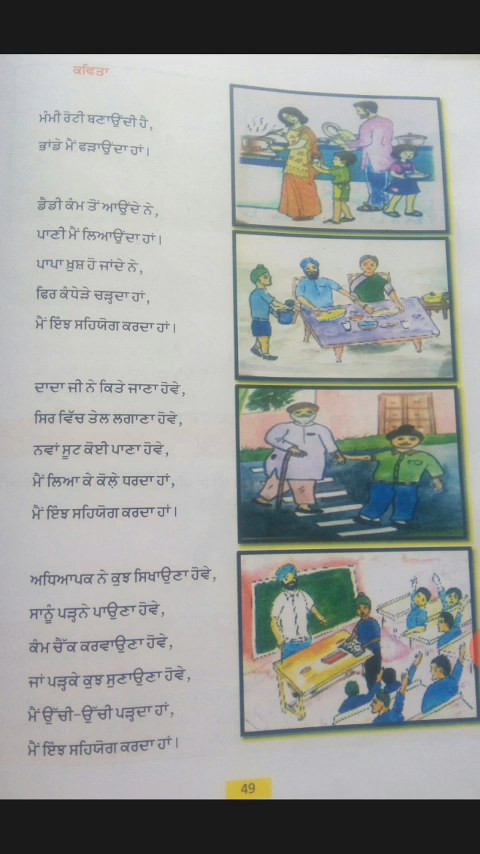 ਕਵਿਤਾ
ਮੰਮੀ ਰੋਟੀ ਬਣਾਉਂਦੀ ਹੈ,
ਭਾਂਡੇ ਮੈਂ ਫੜਾਉਂਦਾ ਹਾਂ।
ਡੈਡੀ ਕੰਮ ਤੋਂ ਆਉਂਦੇ ਨੇ,
ਪਾਣੀ ਮੈਂ ਲਿਆਉਂਦਾ ਹਾਂ।
ਪਾਪਾ ਖ਼ੁਸ਼ ਹੋ ਜਾਂਦੇ ਨੇ,
ਫਿਰ ਕੰਧੇੜੇ ਚੜ੍ਹਦਾ ਹਾਂ,
ਮੈਂ ਇੰਝ ਸਹਿਯੋਗ ਕਰਦਾ ਹਾਂ।
ਦਾਦਾ ਜੀ ਨੇ ਕਿਤੇ ਜਾਣਾ ਹੋਵੇ,
ਸਿਰ ਵਿੱਚ ਤੇਲ ਲਗਾਣਾ ਹੋਵੇ,
ਨਵਾਂ ਸੂਟ ਕੋਈ ਪਾਣਾ ਹੋਵੇ,
ਮੈਂ ਲਿਆ ਕੇ ਕੋਲ਼ੇ ਧਰਦਾ ਹਾਂ,
ਮੈਂ ਇੰਝ ਸਹਿਯੋਗ ਕਰਦਾ ਹਾਂ।
ਅਧਿਆਪਕ ਨੇ ਕੁਝ ਸਿਖਾਉਣਾ ਹੋਵੇ,
ਸਾਨੂੰ ਪੜ੍ਹਨੇ ਪਾਉਣਾ ਹੋਵੇ,
ਕੰਮ ਚੈੱਕ ਕਰਵਾਉਣਾ ਹੋਵੇ,
ਜਾਂ ਪੜ੍ਹਕੇ ਕੁਝ ਸੁਣਾਉਣਾ ਹੋਵੇ,
ਮੈਂ ਉੱਚੀ-ਉੱਚੀ ਪੜ੍ਹਦਾ ਹਾਂ,
ਮੈਂ ਇੰਝ ਸਹਿਯੋਗ ਕਰਦਾ ਹਾਂ।
49